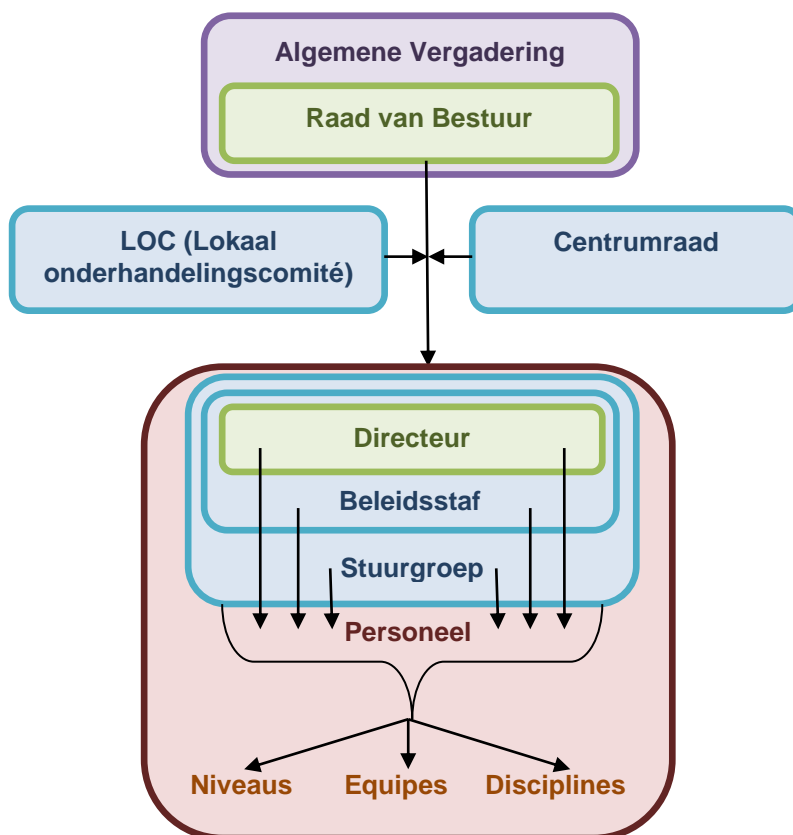 Algemene Vergadering
Raad van Bestuur
LOC (Lokaal
onderhandelingscomité)
Centrumraad
Directeur
Beleidsstaf
Stuurgroep
Personeel
Niveaus
Equipes
Disciplines